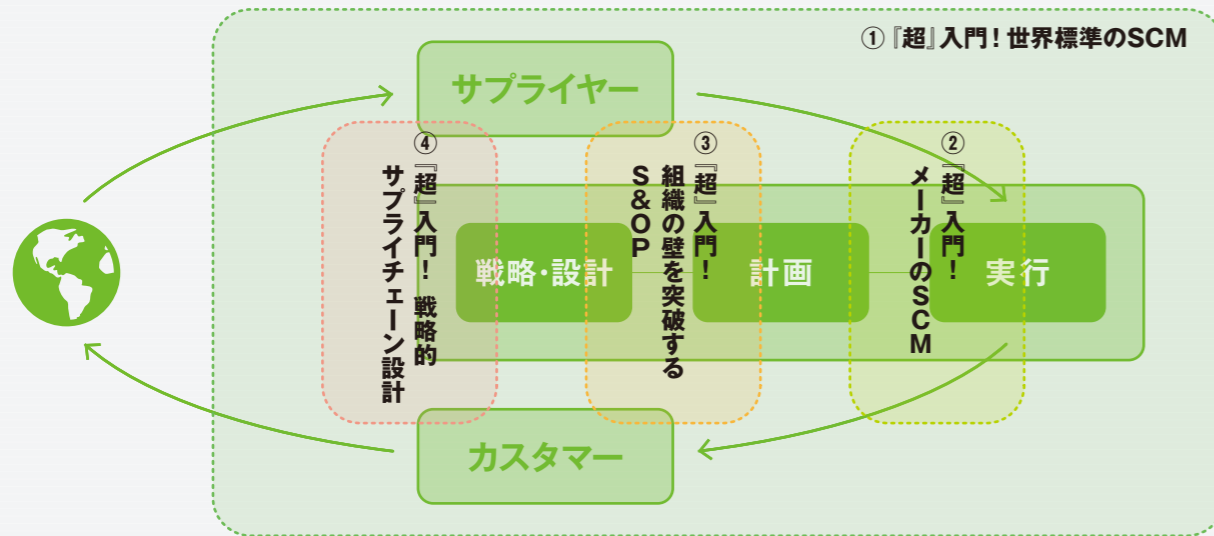 ①『超』入門！世界標準のSCM
サプライヤー
④『超』入門！ 戦略的
サプライチェーン設計
③『超』入門！
組織の壁を突破する
S&OP
②『超』入門！
メーカーのSCM
戦略・設計
計画
実行
カスタマー